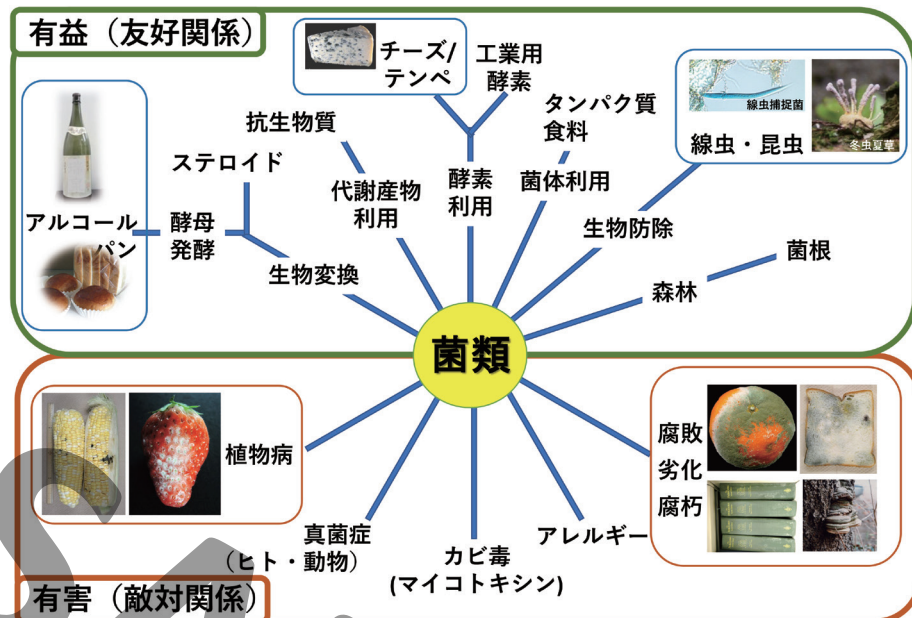 有益（友好関係）
チーズ/
テンペ
工業用
酵素
線虫捕捉菌
冬虫夏草
線虫・昆虫
タンパク質
食料
抗生物質
ステロイド
代謝産物
利用
酵素
利用
菌体利用
アルコール
パン
酵母
発酵
生物防除
生物変換
菌根
森林
菌類
植物病
腐敗
劣化
腐朽
真菌症
（ヒト・動物）
カビ毒
(マイコトキシン)
アレルギー
有害（敵対関係）